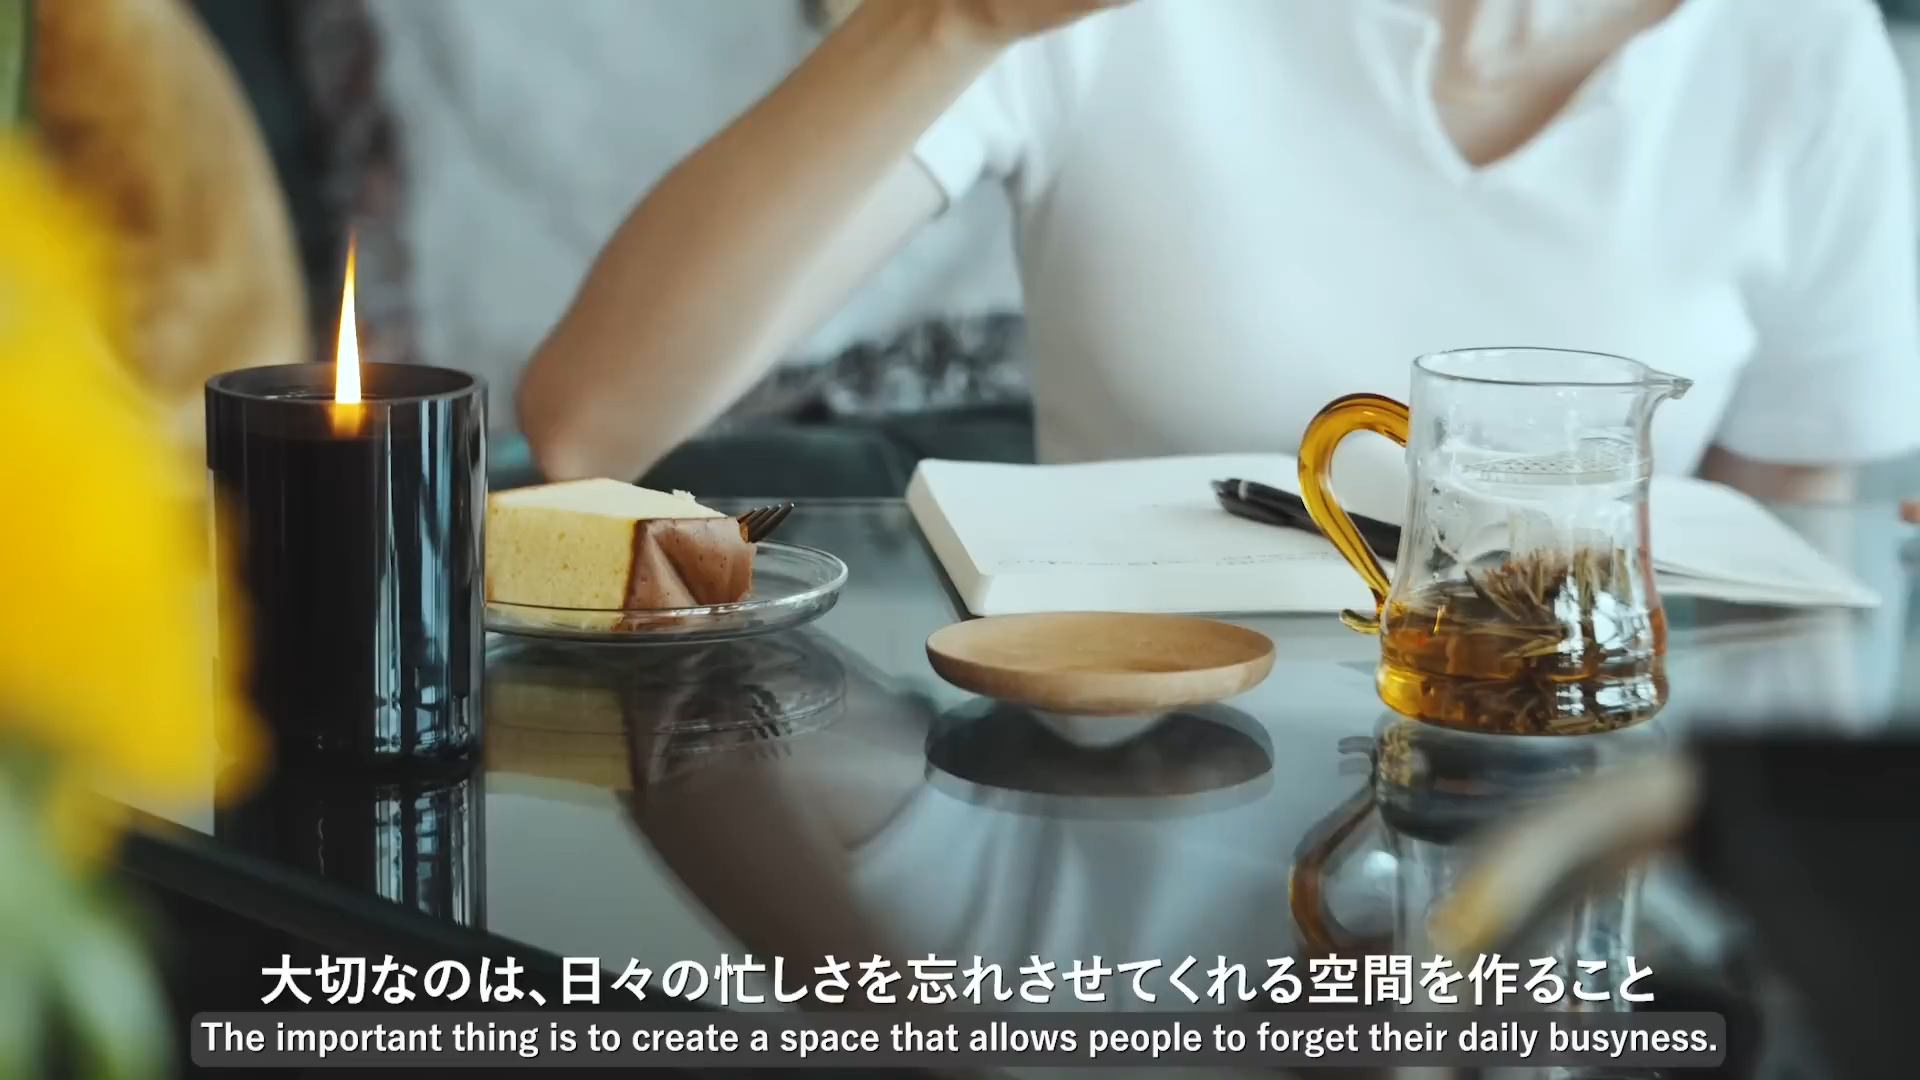 大切なのは、日々の忙しさを忘れさせてくれる空間を作ること
The important thing is to create a space that allows people to forget their daily busyness.